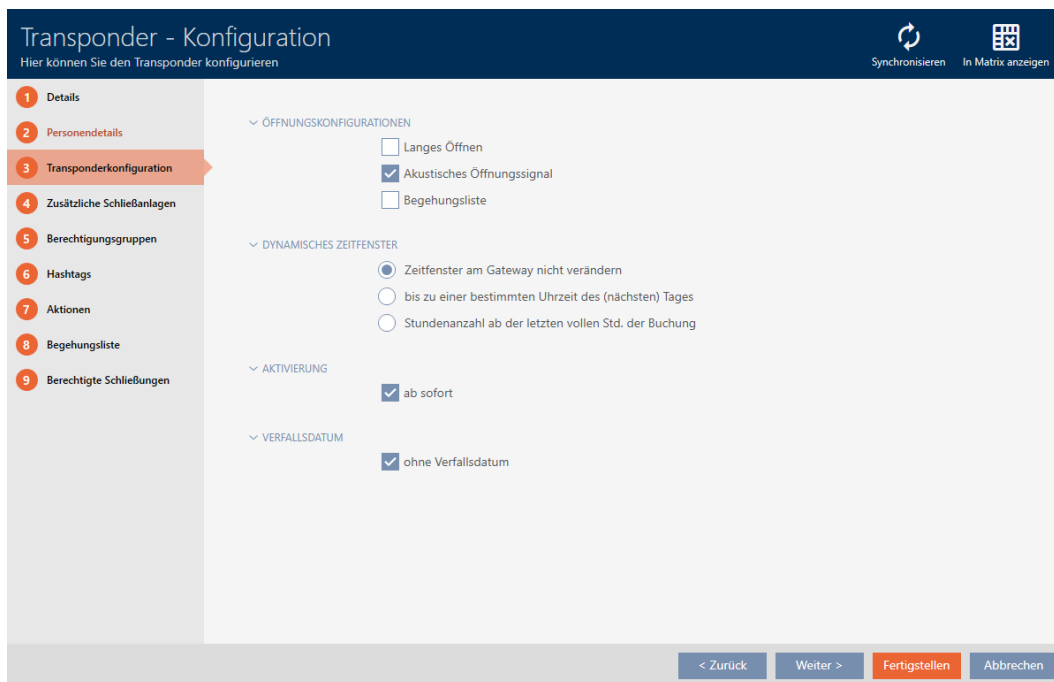 Transponder - Konfiguration
Hier können Sie den Transponder konfigurieren
Synchronisieren
In Matrix anzeigen
1 Details
2 Personendetails
3 Transponderkonfiguration
4 Zusätzliche Schließanlagen
5 Berechtigungsgruppen
6 Hashtags
7 Aktionen
8 Begehungsliste
9 Berechtigte Schließungen
ÖFFNUNGSKONFIGURATIONEN
Langes Öffnen
Akustisches Öffnungssignal
Begehungsliste
DYNAMISCHES ZEITFENSTER
Zeitfenster am Gateway nicht verändern
bis zu einer bestimmten Uhrzeit des (nächsten) Tages
Stundenanzahl ab der letzten vollen Std. der Buchung
AKTIVIERUNG
ab sofort
VERFALLSDATUM
ohne Verfallsdatum
< Zurück
Weiter >
Fertigstellen
Abbrechen